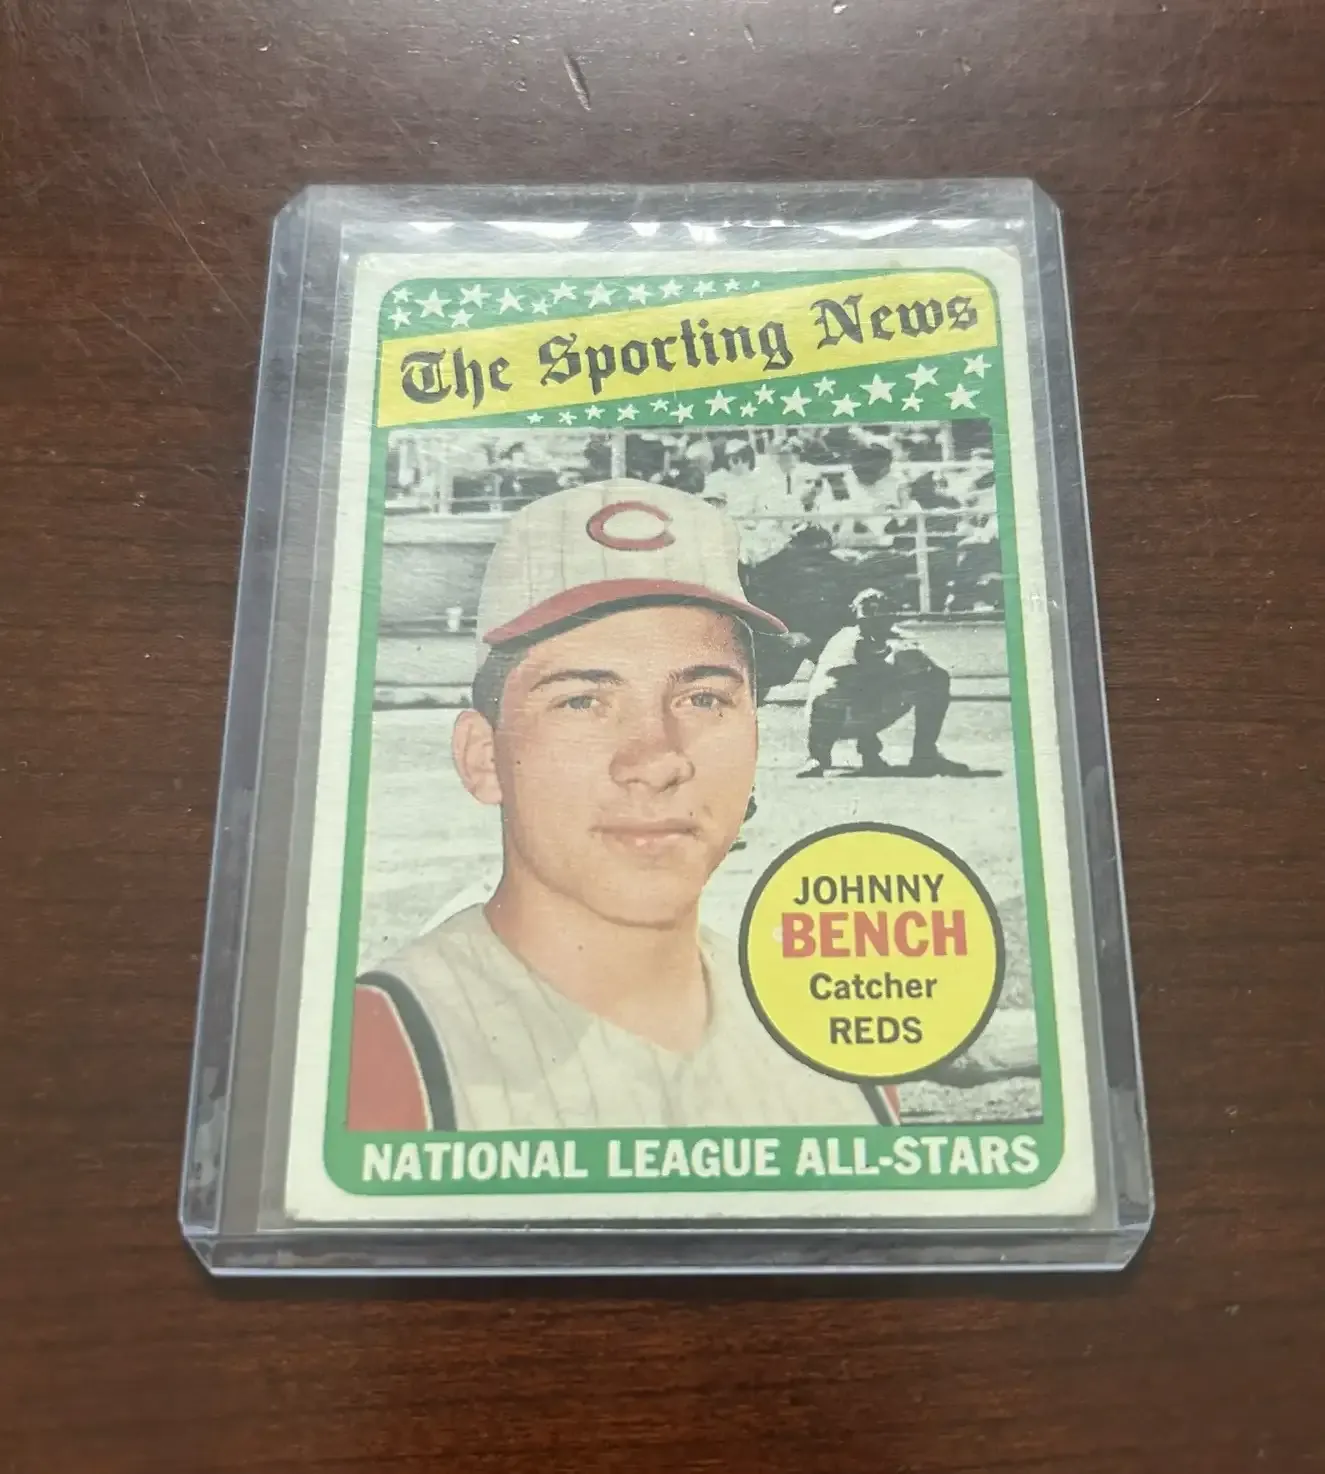 The Sporting News
C
JOHNNY
BENCH
Catcher
REDS
NATIONAL LEAGUE ALL-STARS